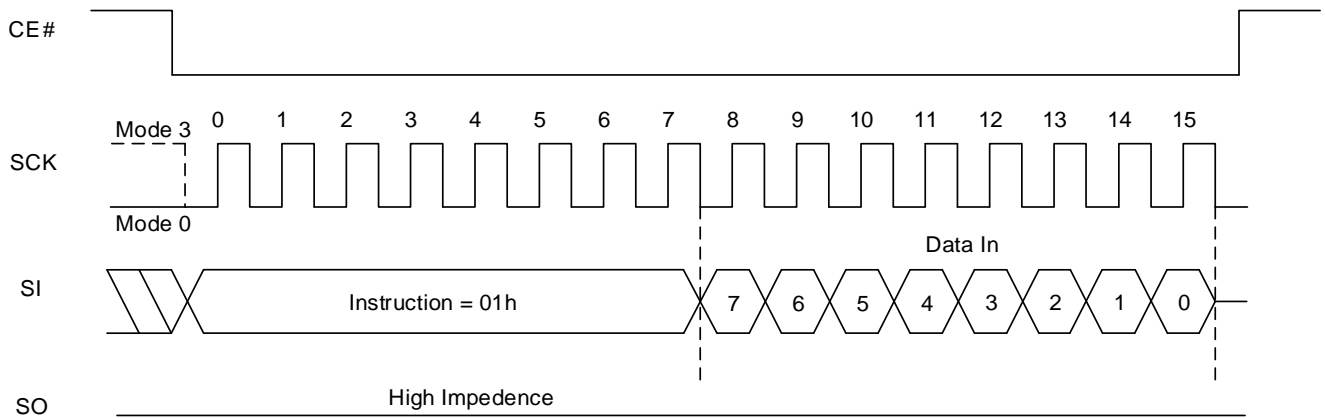 CE#
0 1 2 3 4 5 6 7 8 9 10 11 12 13 14 15
Mode 3
SCK
Mode 0
Data In
SI
Instruction = 01h
7 6 5 4 3 2 1 0
High Impedence
SO